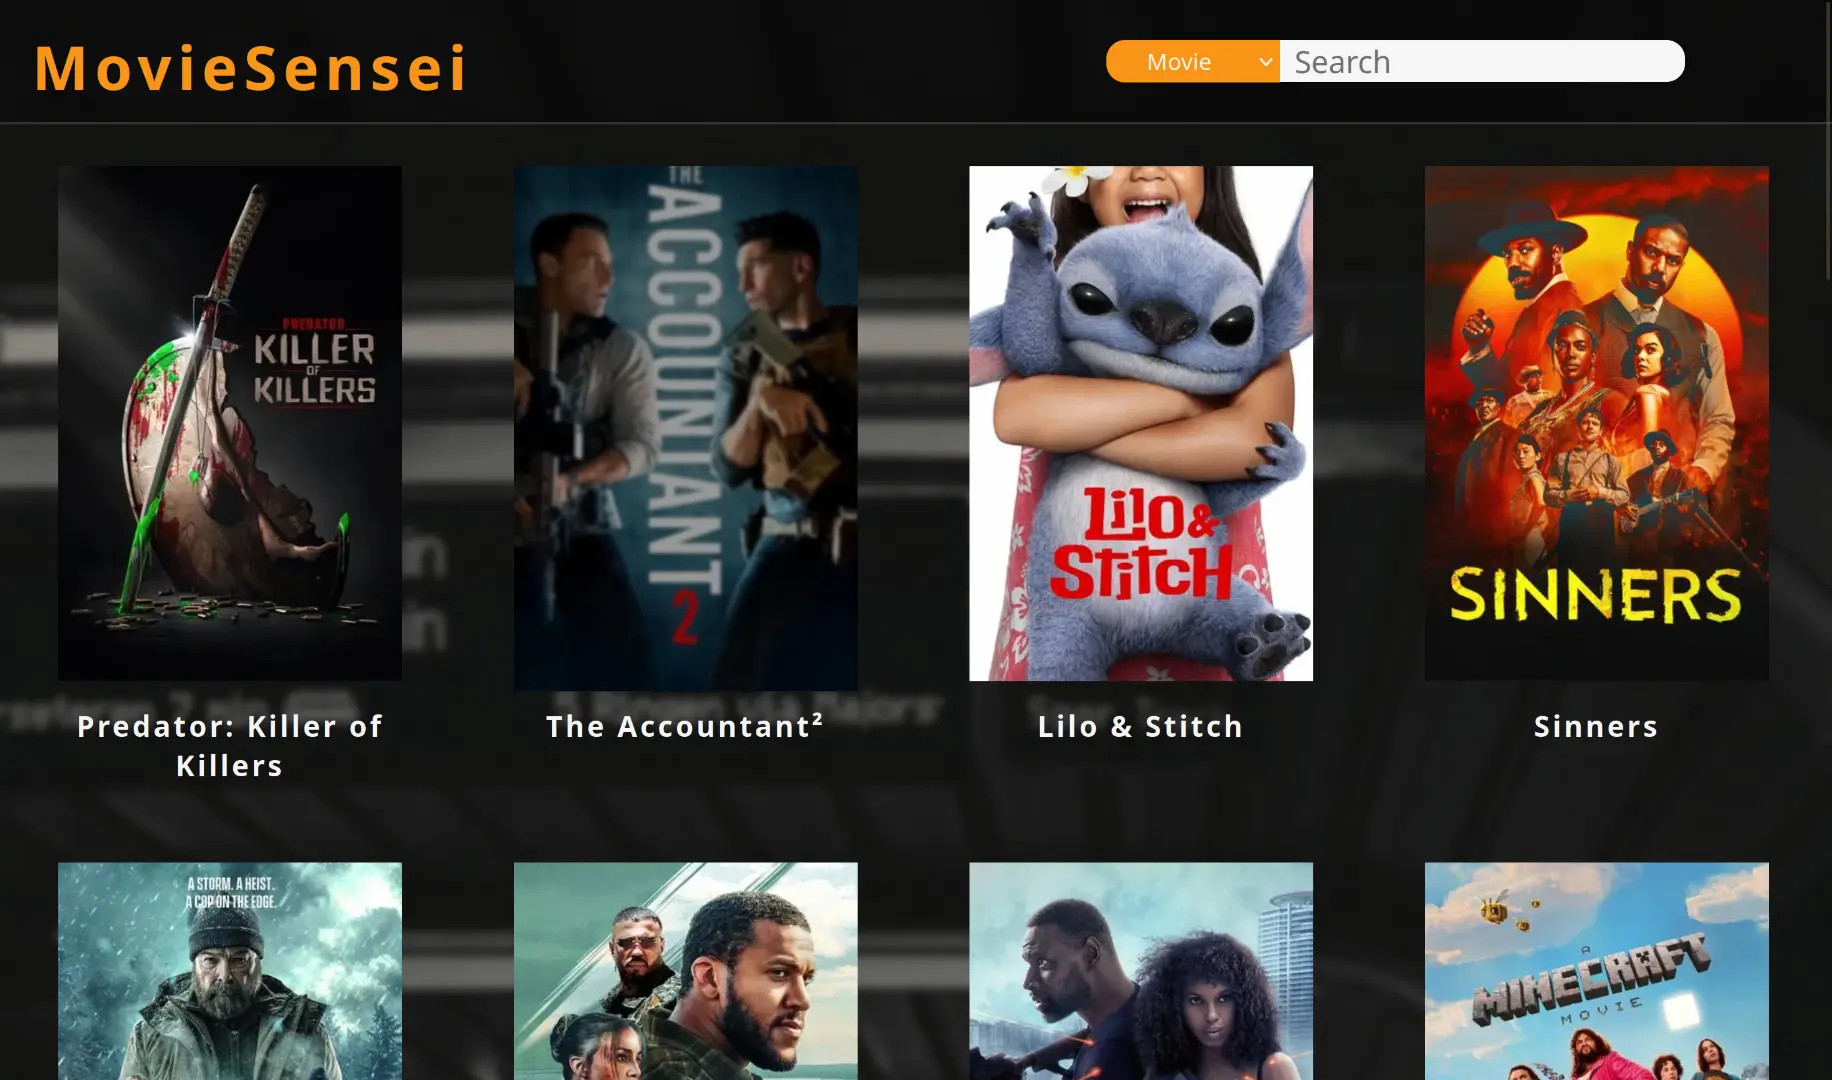 MovieSensei
Movie
Search
PREDATOR
KILLER
OF
KILLERS
THE
ACCOUNTANT
2
Lilo &
Stitch
SINNERS
Predator: Killer of
Killers
The Accountant²
Lilo & Stitch
Sinners
A STORM. A HEIST.
A COP ON THE EDGE.
A
MINECRAFT
MOVIE